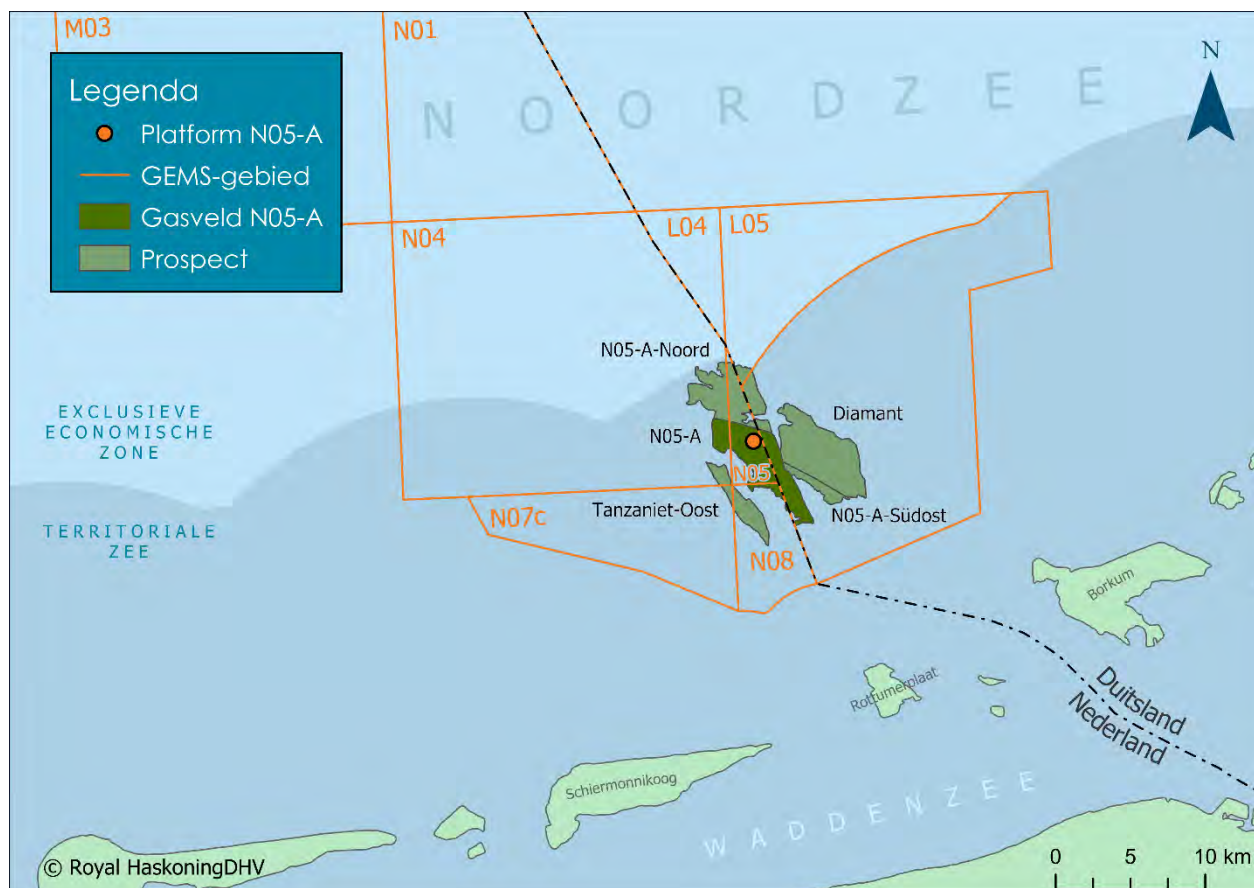 M03
N01
N
Legenda
Platform N05-A
GEMS-gebied
Gasveld N05-A
Prospect
NOORDZEE
N04
L04
L05
N05-A-Noord
Diamant
EXCLUSIEVE
ECONOMISCHE
ZONE
N05-A
N05
Tanzaniet-Oost
N05-A-Südost
N07c
TERRITORIALE
ZEE
N08
Borkum
Rottumerplaat
Duitsland
Nederland
Schiermonnikoog
WADDENZEE
© Royal HaskoningDHV
0 5 10 km